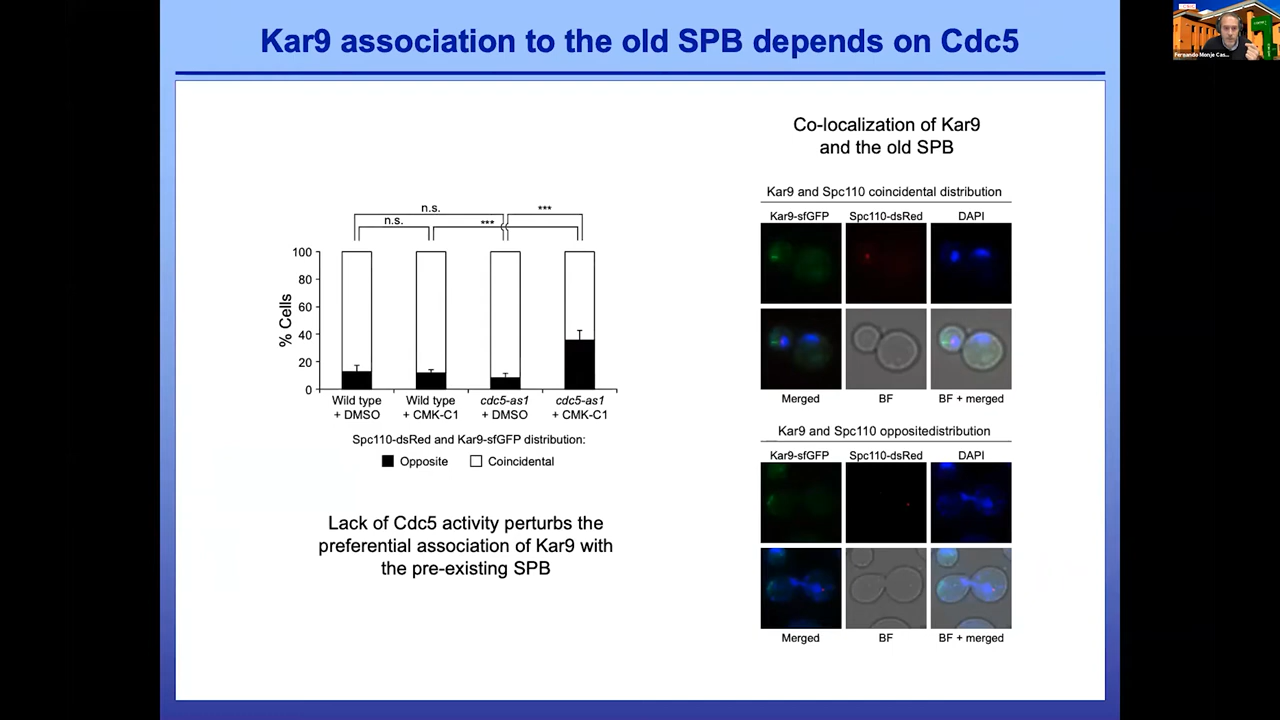 Kar9 association to the old SPB depends on Cdc5
Fernando Monje Cas...
Co-localization of Kar9
and the old SPB
n.s.
***
n.s.
***
100
80
60
40
20
0
% Cells
Wild type
+ DMSO
Wild type
+ CMK-C1
cdc5-as1
+ DMSO
cdc5-as1
+ CMK-C1
Spc110-dsRed and Kar9-sfGFP distribution:
Opposite
Coincidental
Lack of Cdc5 activity perturbs the
preferential association of Kar9 with
the pre-existing SPB
Kar9 and Spc110 coincidental distribution
Kar9-sfGFP Spc110-dsRed DAPI
Merged BF BF + merged
Kar9 and Spc110 oppositedistribution
Kar9-sfGFP Spc110-dsRed DAPI
Merged BF BF + merged